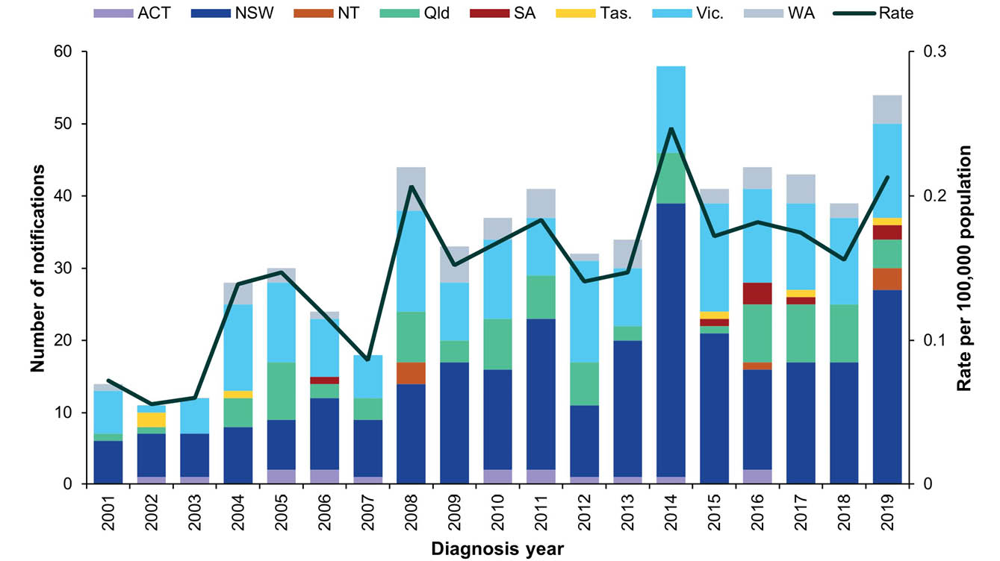 ACT NSW NT Qld SA Tas. Vic. WA Rate
60
50
40
30
20
10
0
Number of notifications
0.3
0.2
0.1
0
Rate per 100,000 population
2001 2002 2003 2004 2005 2006 2007 2008 2009 2010 2011 2012 2013 2014 2015 2016 2017 2018 2019
Diagnosis year